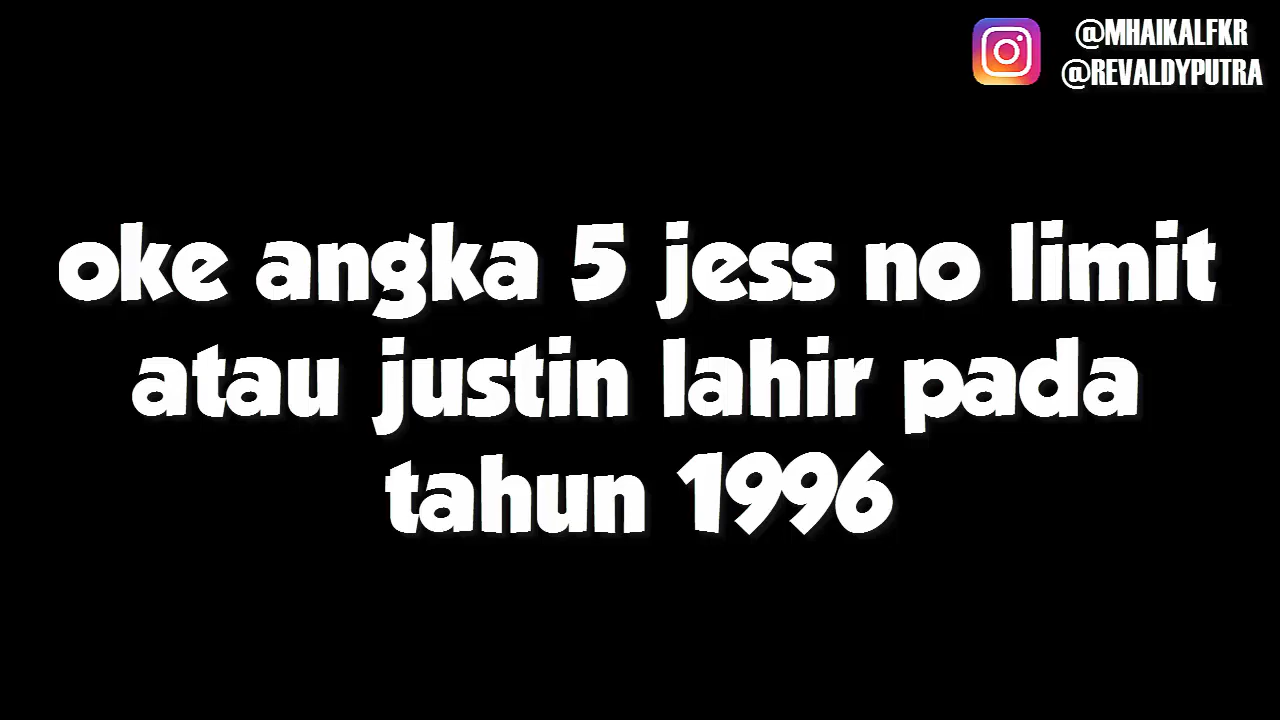 @MHAIKALFKR
@REVALDYPUTRA
oke angka 5 jess no limit
atau justin lahir pada
tahun 1996